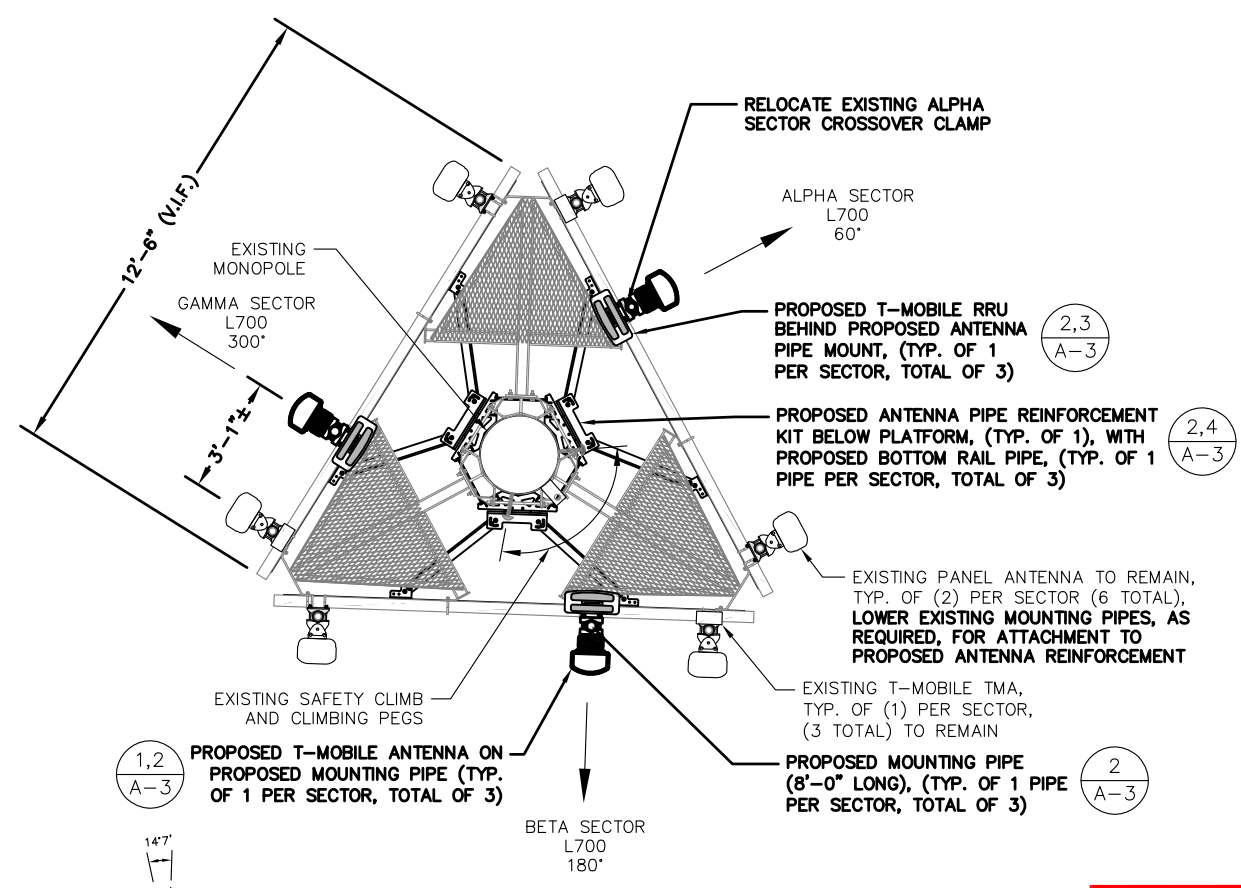 RELOCATE EXISTING ALPHA
SECTOR CROSSOVER CLAMP
ALPHA SECTOR
L700
60°
12'-6" (V.I.F.)
EXISTING
MONOPOLE
GAMMA SECTOR
L700
300°
3'-1"±
PROPOSED T-MOBILE RRU
BEHIND PROPOSED ANTENNA
PIPE MOUNT, (TYP. OF 1
PER SECTOR, TOTAL OF 3)
2,3
A-3
PROPOSED ANTENNA PIPE REINFORCEMENT
KIT BELOW PLATFORM, (TYP. OF 1), WITH
PROPOSED BOTTOM RAIL PIPE, (TYP. OF 1
PIPE PER SECTOR, TOTAL OF 3)
2,4
A-3
EXISTING PANEL ANTENNA TO REMAIN,
TYP. OF (2) PER SECTOR (6 TOTAL),
LOWER EXISTING MOUNTING PIPES, AS
REQUIRED, FOR ATTACHMENT TO
PROPOSED ANTENNA REINFORCEMENT
EXISTING SAFETY CLIMB
AND CLIMBING PEGS
EXISTING T-MOBILE TMA,
TYP. OF (1) PER SECTOR,
(3 TOTAL) TO REMAIN
1,2
A-3
PROPOSED T-MOBILE ANTENNA ON
PROPOSED MOUNTING PIPE (TYP.
OF 1 PER SECTOR, TOTAL OF 3)
PROPOSED MOUNTING PIPE
(8'-0" LONG), (TYP. OF 1 PIPE
PER SECTOR, TOTAL OF 3)
2
A-3
BETA SECTOR
L700
180°
14°7'